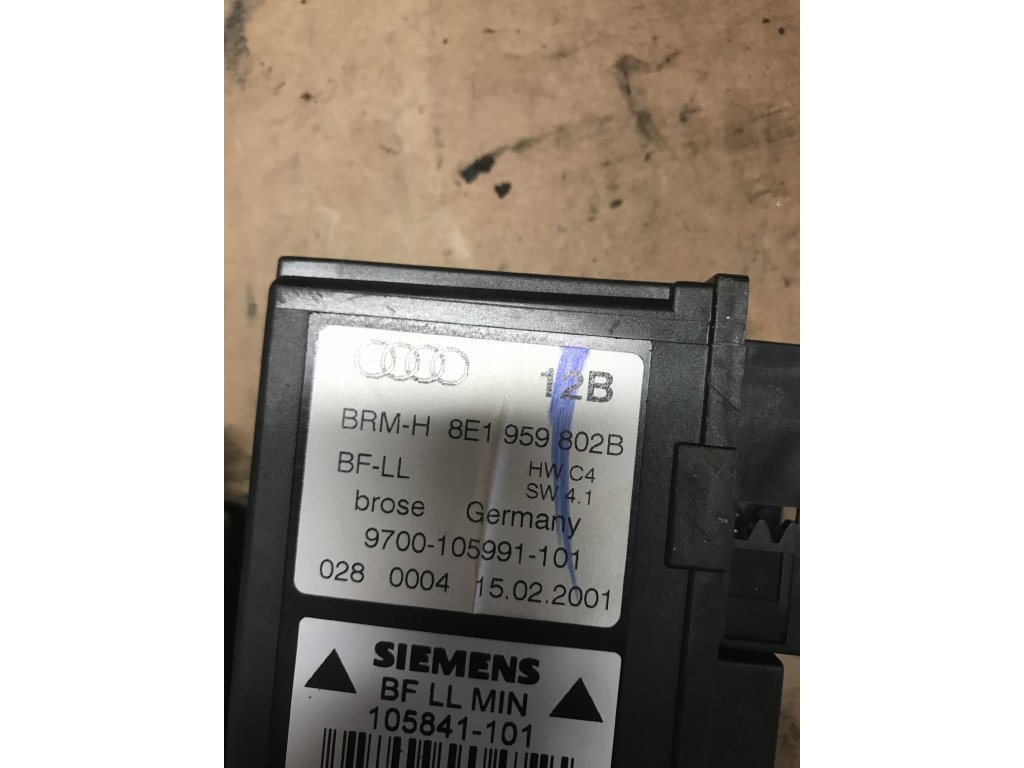 12B
BRM-H 8E1 959 802B
BF-LL HW C4
SW 4.1
brose Germany
9700-105991-101
028 0004 15.02.2001
SIEMENS
BF LL MIN
105841-101